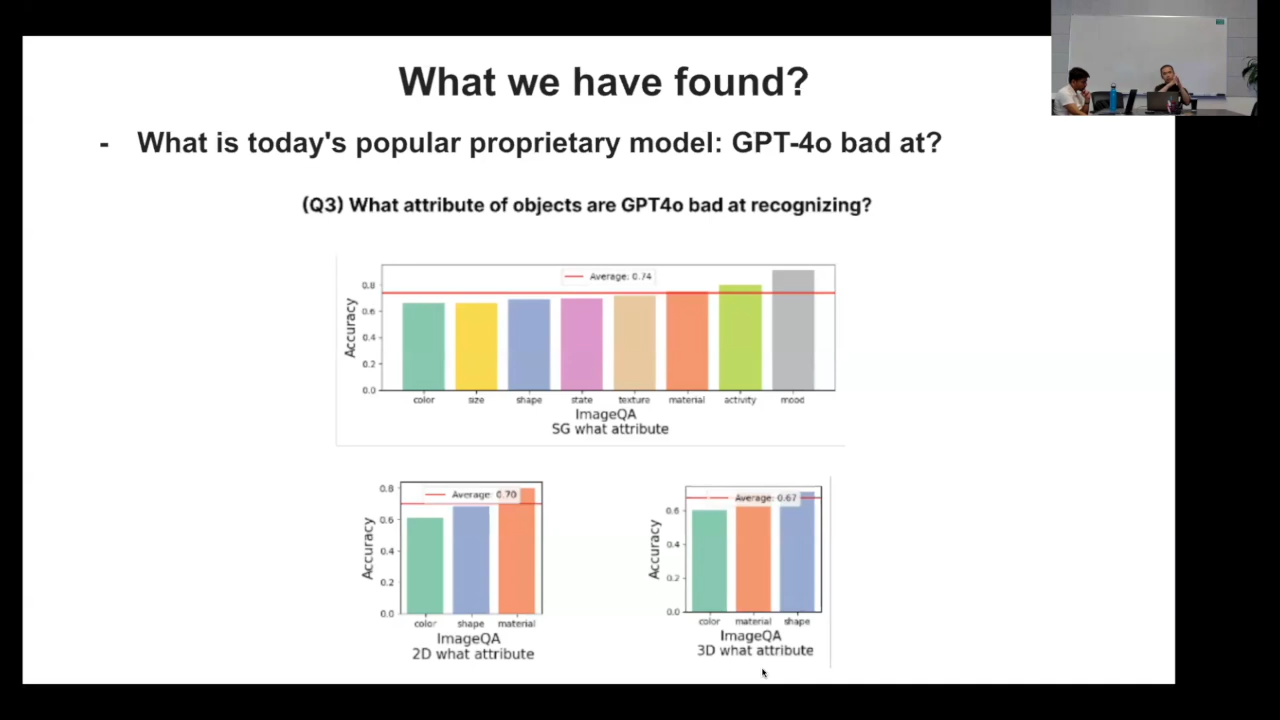 What we have found?
- What is today's popular proprietary model: GPT-4o bad at?
(Q3) What attribute of objects are GPT4o bad at recognizing?
Average: 0.74
Accuracy
0.8
0.6
0.4
0.2
0.0
color size shape state texture material activity mood
ImageQA
SG what attribute
Average: 0.70
Accuracy
0.8
0.6
0.4
0.2
0.0
color shape material
ImageQA
2D what attribute
Average: 0.67
Accuracy
0.6
0.4
0.2
0.0
color material shape
ImageQA
3D what attribute